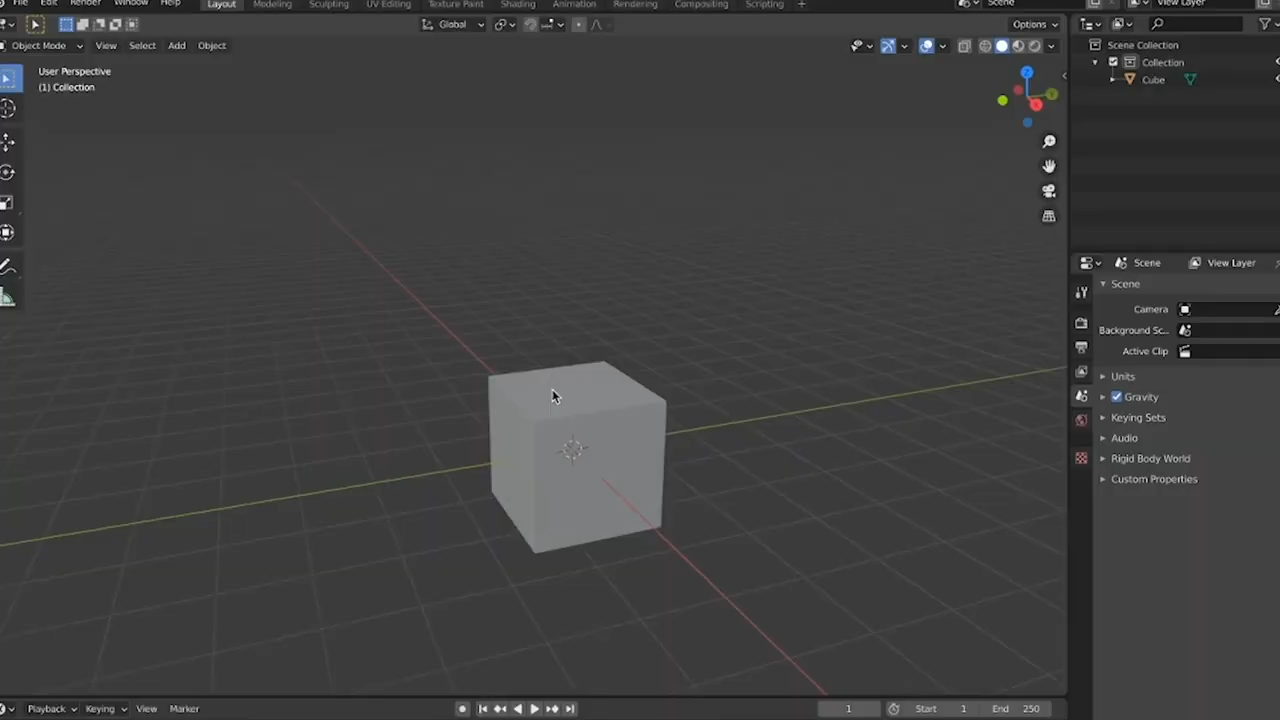 File Edit Render Window Help Layout Modeling Sculpting UV Editing Texture Paint Shading Animation Rendering Compositing Scripting + Scene View Layer
Global Options
Object Mode View Select Add Object
User Perspective
(1) Collection
Scene Collection
Collection
Cube
Z
Y
Scene View Layer
Scene
Camera
Background Sc...
Active Clip
Units
Gravity
Keying Sets
Audio
Rigid Body World
Custom Properties
Playback Keying View Marker 1 Start 1 End 250